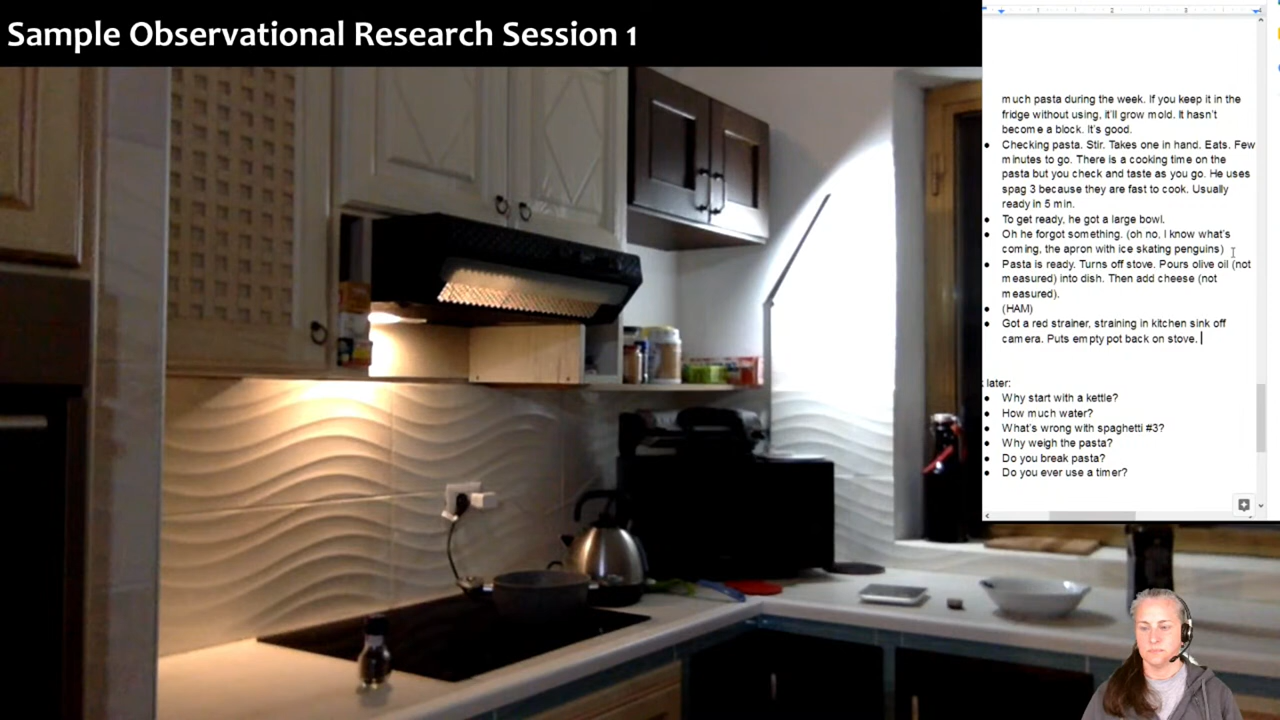 Sample Observational Research Session 1
much pasta during the week. If you keep it in the
fridge without using, it'll grow mold. It hasn't
become a block. It's good.
Checking pasta. Stir. Takes one in hand. Eats. Few
minutes to go. There is a cooking time on the
pasta but you check and taste as you go. He uses
spag 3 because they are fast to cook. Usually
ready in 5 min.
To get ready, he got a large bowl.
Oh he forgot something. (oh no, I know what's
coming, the apron with ice skating penguins)
Pasta is ready. Turns off stove. Pours olive oil (not
measured) into dish. Then add cheese (not
measured).
(HAM)
Got a red strainer, straining in kitchen sink off
camera. Puts empty pot back on stove.
later:
Why start with a kettle?
How much water?
What's wrong with spaghetti #3?
Why weigh the pasta?
Do you break pasta?
Do you ever use a timer?